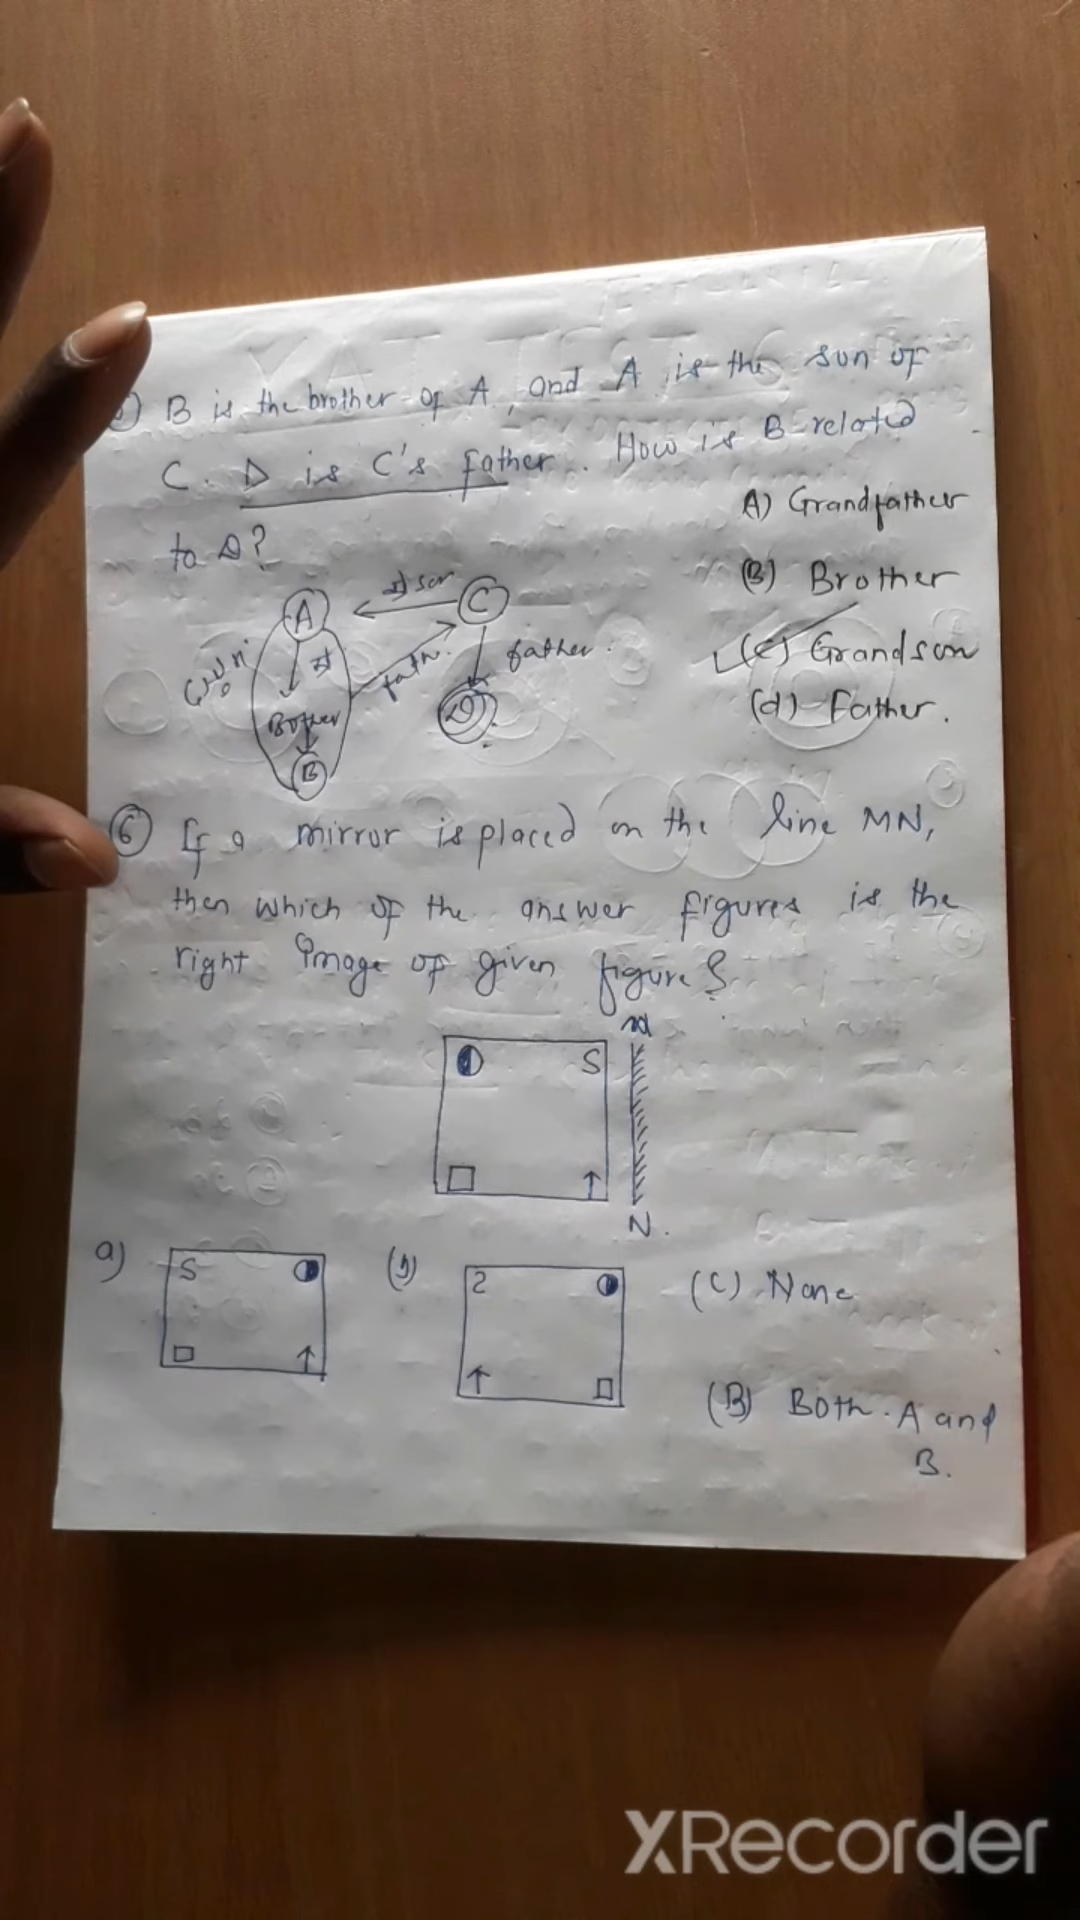 B is the brother of A, and A is the son of
C. D is C's father. How is B related
to D?
A) Grandfather
(B) Brother
(C) Grandson
(d) Father.
A
C
father.
Brother
D
B
⑥ If a mirror is placed on the line MN,
then which of the answer figures is the
right image of given figure?
M
S
N.
a)
S
2
(C) None
(B) Both A and
B.
XRecorder